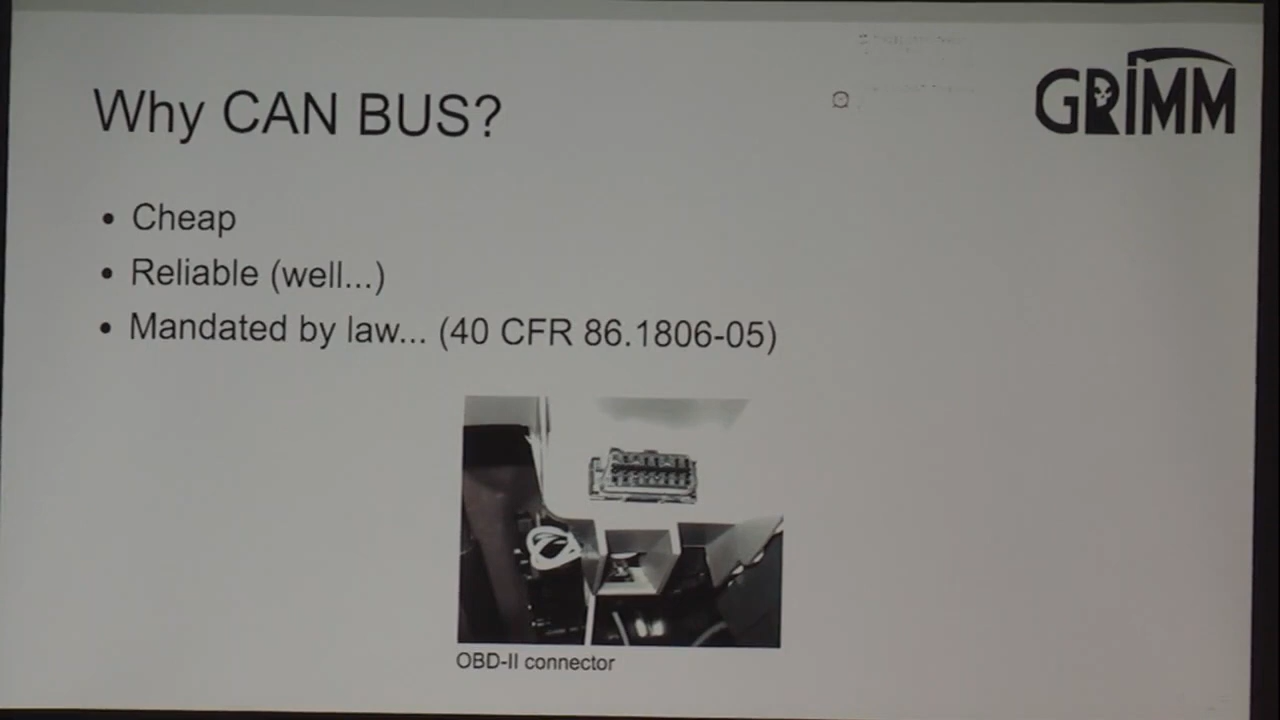 Why CAN BUS?
GRIMM
• Cheap
• Reliable (well...)
• Mandated by law... (40 CFR 86.1806-05)
OBD-II connector